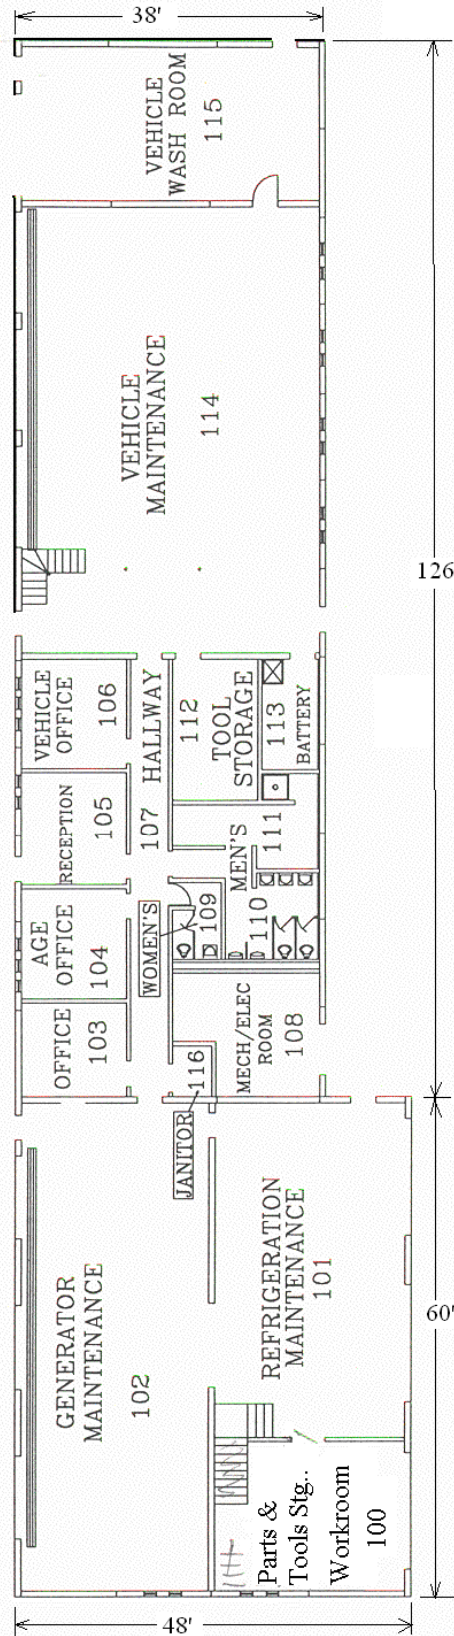 38'
VEHICLE
WASH ROOM
115
VEHICLE
MAINTENANCE
114
126
VEHICLE
OFFICE
106
HALLWAY
107
112
TOOL
STORAGE
113
BATTERY
RECEPTION
105
MEN'S
111
110
WOMEN'S
109
AGE
OFFICE
104
OFFICE
103
MECH/ELEC
ROOM
108
116
JANITOR
GENERATOR
MAINTENANCE
102
REFRIGERATION
MAINTENANCE
101
60'
Parts &
Tools Stg..
Workroom
100
48'